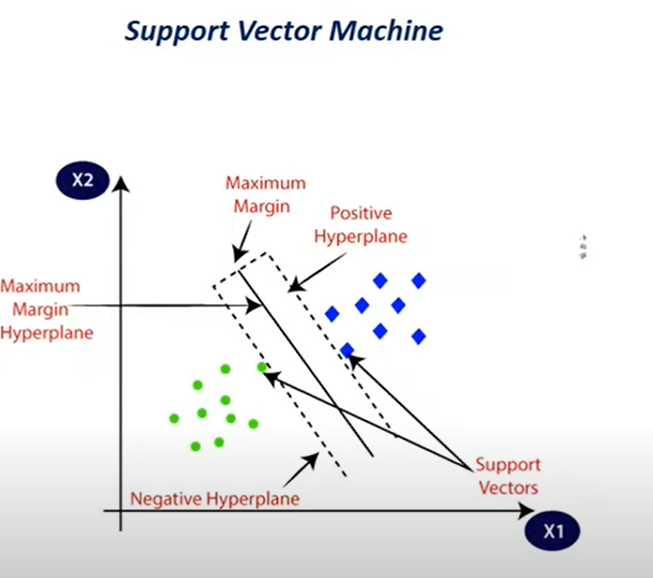 Support Vector Machine
X2
Maximum
Margin
Positive
Hyperplane
Maximum
Margin
Hyperplane
Support
Vectors
Negative Hyperplane
X1